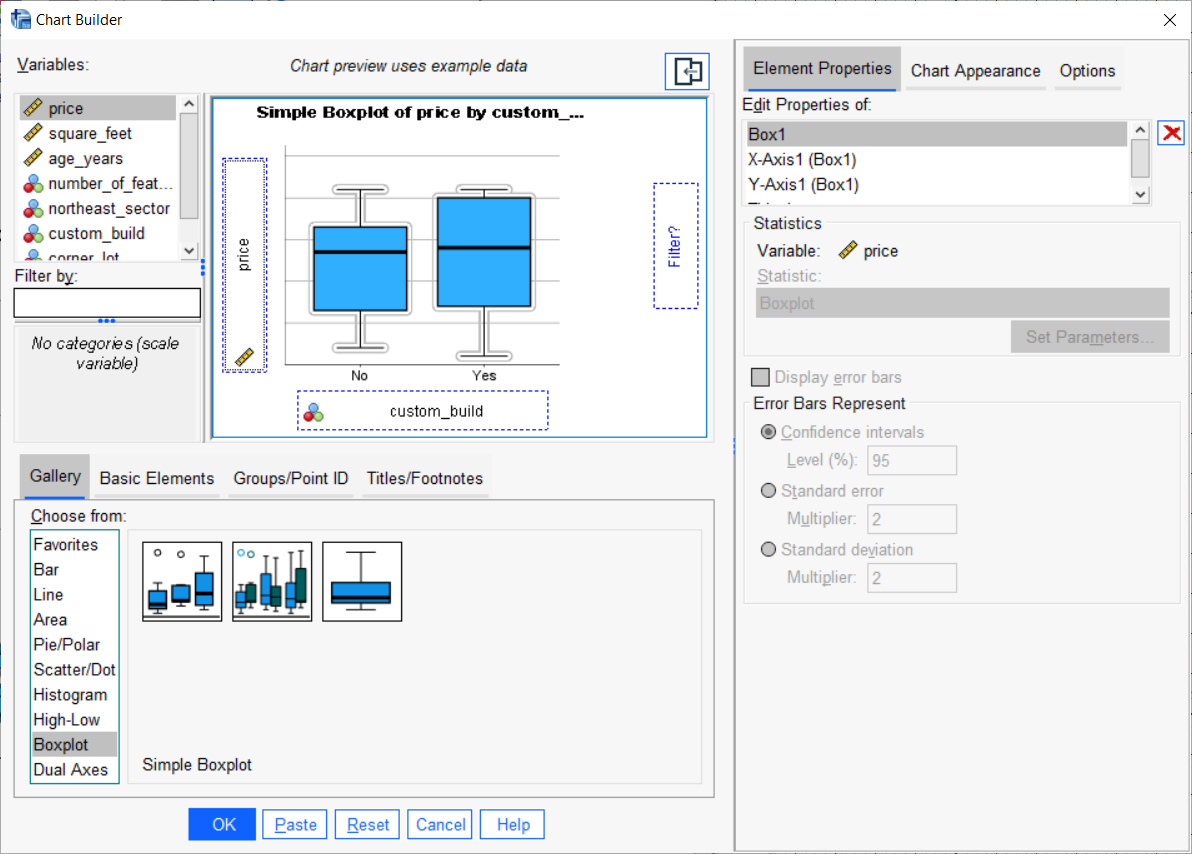 Chart Builder
Variables:
Chart preview uses example data
price
square_feet
age_years
number_of_feat...
northeast_sector
custom_build
corner_lot
Filter by:
No categories (scale
variable)
Simple Boxplot of price by custom_...
price
Filter?
No Yes
custom_build
Gallery Basic Elements Groups/Point ID Titles/Footnotes
Choose from:
Favorites
Bar
Line
Area
Pie/Polar
Scatter/Dot
Histogram
High-Low
Boxplot
Dual Axes
Simple Boxplot
OK Paste Reset Cancel Help
Element Properties Chart Appearance Options
Edit Properties of:
Box1
X-Axis1 (Box1)
Y-Axis1 (Box1)
Statistics
Variable: price
Statistic:
Boxplot
Set Parameters...
Display error bars
Error Bars Represent
Confidence intervals
Level (%): 95
Standard error
Multiplier: 2
Standard deviation
Multiplier: 2